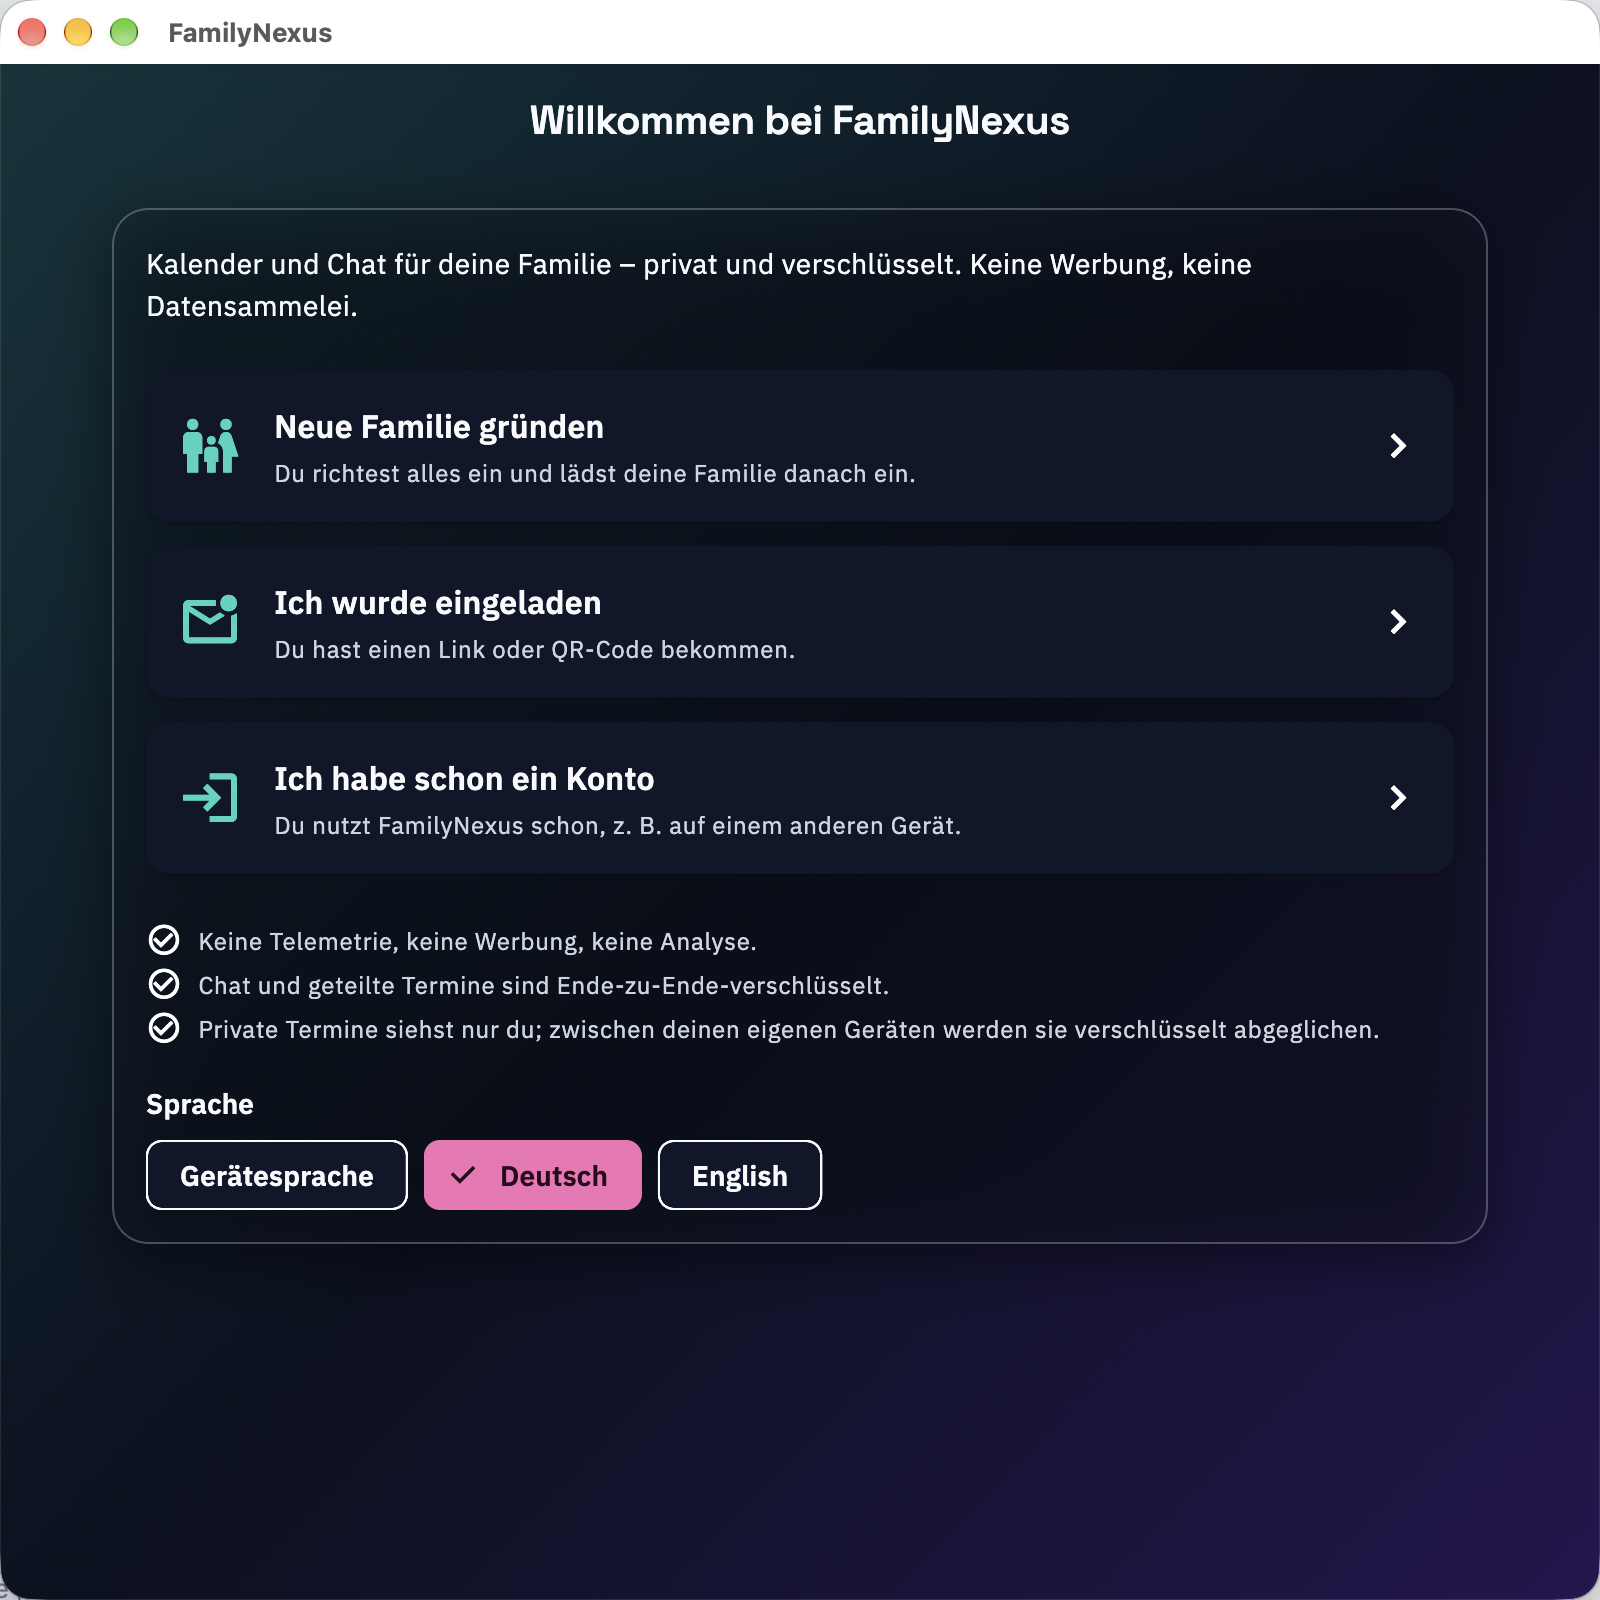 FamilyNexus
Willkommen bei FamilyNexus
Kalender und Chat für deine Familie – privat und verschlüsselt. Keine Werbung, keine
Datensammelei.
Neue Familie gründen
Du richtest alles ein und lädst deine Familie danach ein.
Ich wurde eingeladen
Du hast einen Link oder QR-Code bekommen.
Ich habe schon ein Konto
Du nutzt FamilyNexus schon, z. B. auf einem anderen Gerät.
Keine Telemetrie, keine Werbung, keine Analyse.
Chat und geteilte Termine sind Ende-zu-Ende-verschlüsselt.
Private Termine siehst nur du; zwischen deinen eigenen Geräten werden sie verschlüsselt abgeglichen.
Sprache
Gerätesprache Deutsch English